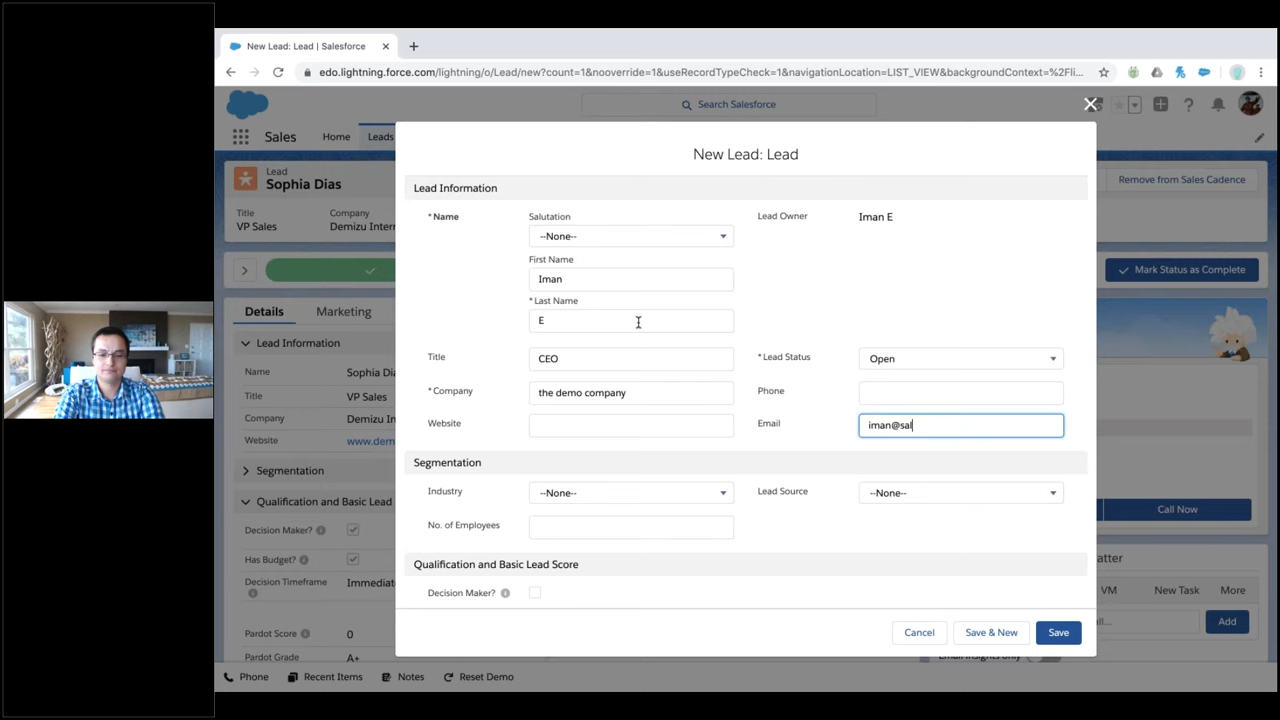 New Lead: Lead | Salesforce
edo.lightning.force.com/lightning/o/Lead/new?count=1&nooverride=1&useRecordTypeCheck=1&navigationLocation=LIST_VIEW&backgroundContext=%2Fli...
Search Salesforce
Sales Home Leads
Lead
Sophia Dias
Remove from Sales Cadence
Title Company
VP Sales Demizu Intern
Mark Status as Complete
Details Marketing
Lead Information
Name Sophia Dia
Title VP Sales
Company Demizu In
Website www.dem
Segmentation
Qualification and Basic Lead
Decision Maker?
Has Budget?
Decision Timeframe Immediat
Pardot Score 0
Pardot Grade A+
New Lead: Lead
Lead Information
* Name
Salutation
--None--
Lead Owner Iman E
First Name
Iman
* Last Name
E
Title CEO * Lead Status Open
* Company the demo company Phone
Website Email iman@sal
Segmentation
Industry --None-- Lead Source --None--
No. of Employees
Qualification and Basic Lead Score
Decision Maker?
Cancel Save & New Save
Call Now
atter
VM New Task More
ll... Add
Email Insights only
Phone Recent Items Notes Reset Demo